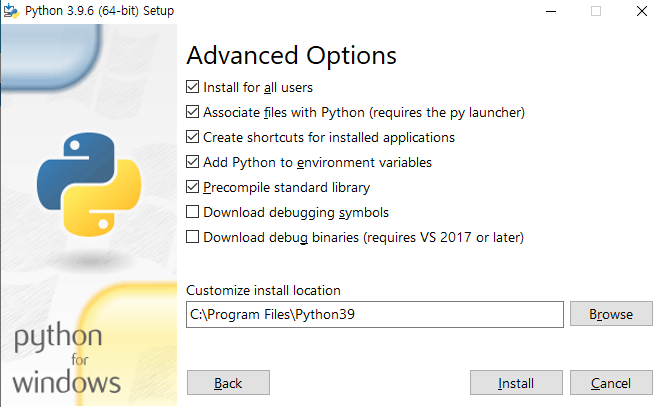 Python 3.9.6 (64-bit) Setup
Advanced Options
Install for all users
Associate files with Python (requires the py launcher)
Create shortcuts for installed applications
Add Python to environment variables
Precompile standard library
Download debugging symbols
Download debug binaries (requires VS 2017 or later)
Customize install location
C:\Program Files\Python39
Browse
python
for
windows
Back
Install
Cancel